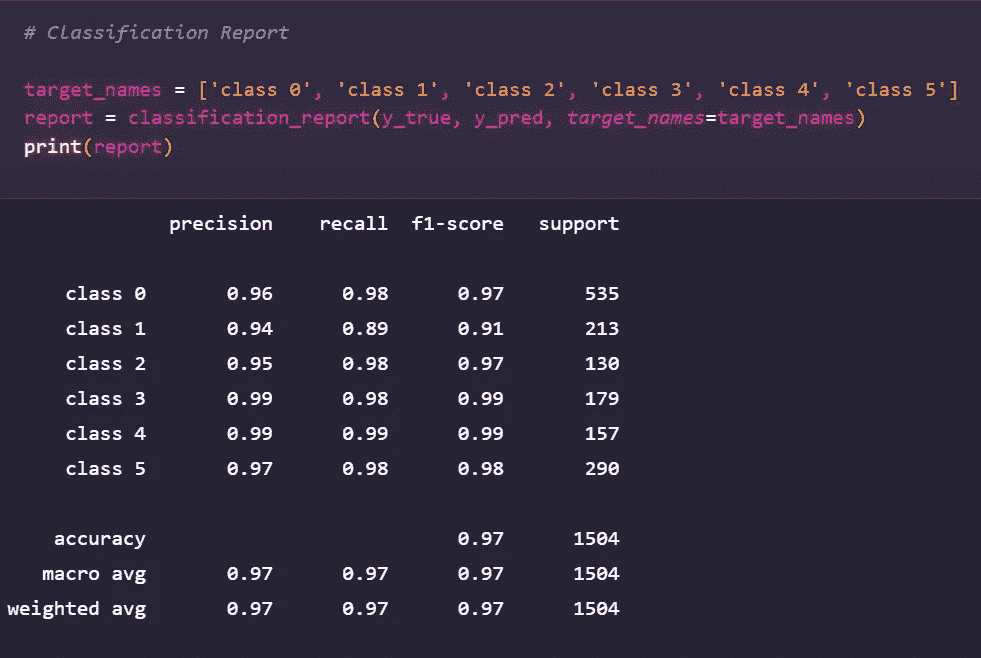 # Classification Report
target_names = ['class 0', 'class 1', 'class 2', 'class 3', 'class 4', 'class 5']
report = classification_report(y_true, y_pred, target_names=target_names)
print(report)
precision recall f1-score support
class 0 0.96 0.98 0.97 535
class 1 0.94 0.89 0.91 213
class 2 0.95 0.98 0.97 130
class 3 0.99 0.98 0.99 179
class 4 0.99 0.99 0.99 157
class 5 0.97 0.98 0.98 290
accuracy 0.97 1504
macro avg 0.97 0.97 0.97 1504
weighted avg 0.97 0.97 0.97 1504